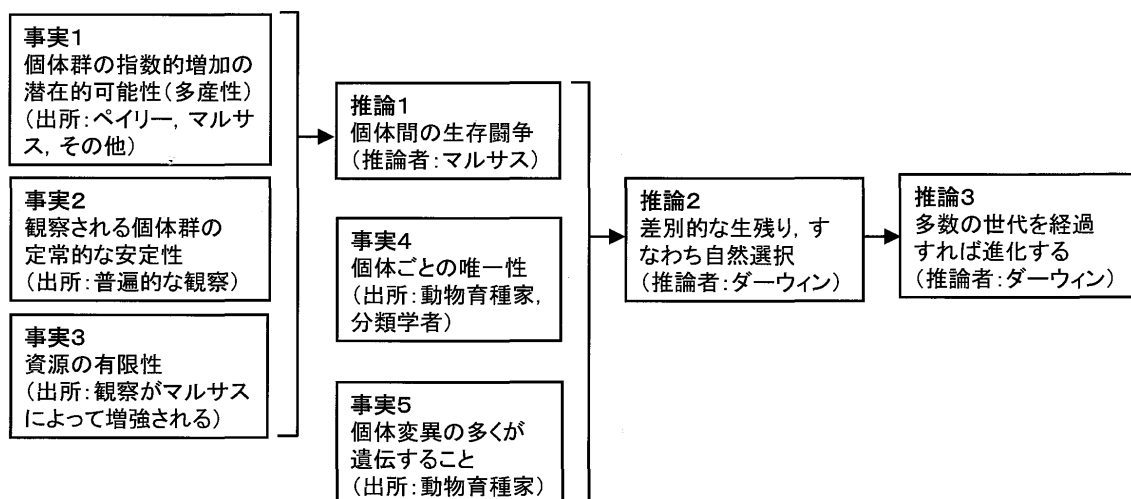 事実1
個体群の指数的増加の
潜在的可能性(多産性)
(出所:ペイリー, マルサ
ス, その他)
事実2
観察される個体群の
定常的な安定性
(出所:普遍的な観察)
事実3
資源の有限性
(出所:観察がマルサス
によって増強される)
推論1
個体間の生存闘争
(推論者:マルサス)
事実4
個体ごとの唯一性
(出所:動物育種家,
分類学者)
事実5
個体変異の多くが
遺伝すること
(出所:動物育種家)
推論2
差別的な生残り, す
なわち自然選択
(推論者:ダーウィン)
推論3
多数の世代を経過
すれば進化する
(推論者:ダーウィン)